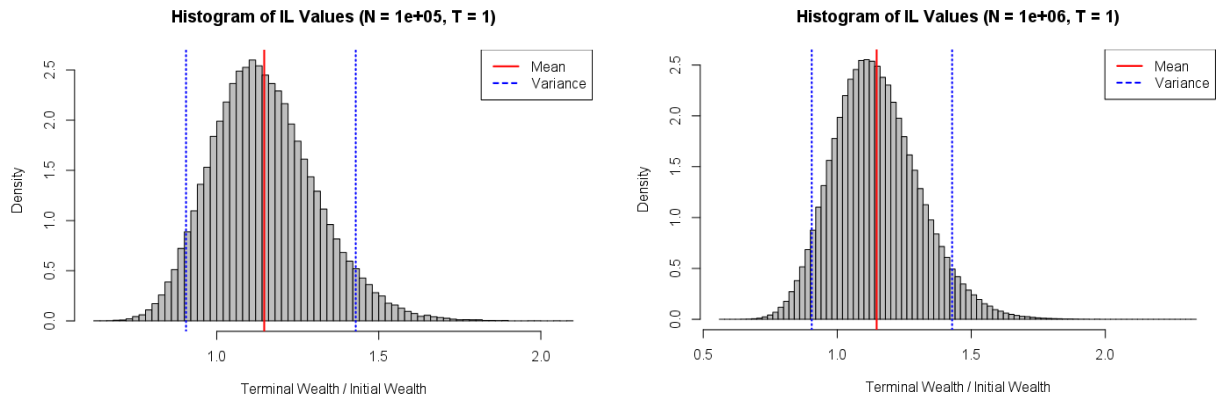 Histogram of IL Values (N = 1e+05, T = 1)
Mean
Variance
Density
0.0
0.5
1.0
1.5
2.0
2.5
1.0
1.5
2.0
Terminal Wealth / Initial Wealth
Histogram of IL Values (N = 1e+06, T = 1)
Mean
Variance
Density
0.0
0.5
1.0
1.5
2.0
2.5
0.5
1.0
1.5
2.0
Terminal Wealth / Initial Wealth